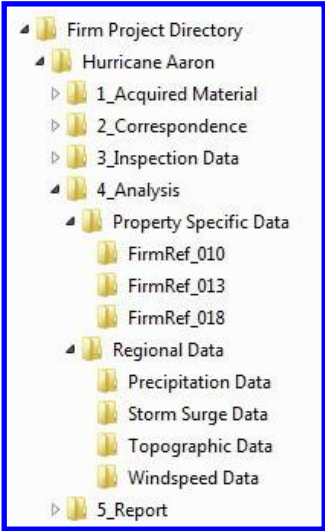 Firm Project Directory
Hurricane Aaron
1_Acquired Material
2_Correspondence
3_Inspection Data
4_Analysis
Property Specific Data
FirmRef_010
FirmRef_013
FirmRef_018
Regional Data
Precipitation Data
Storm Surge Data
Topographic Data
Windspeed Data
5_Report